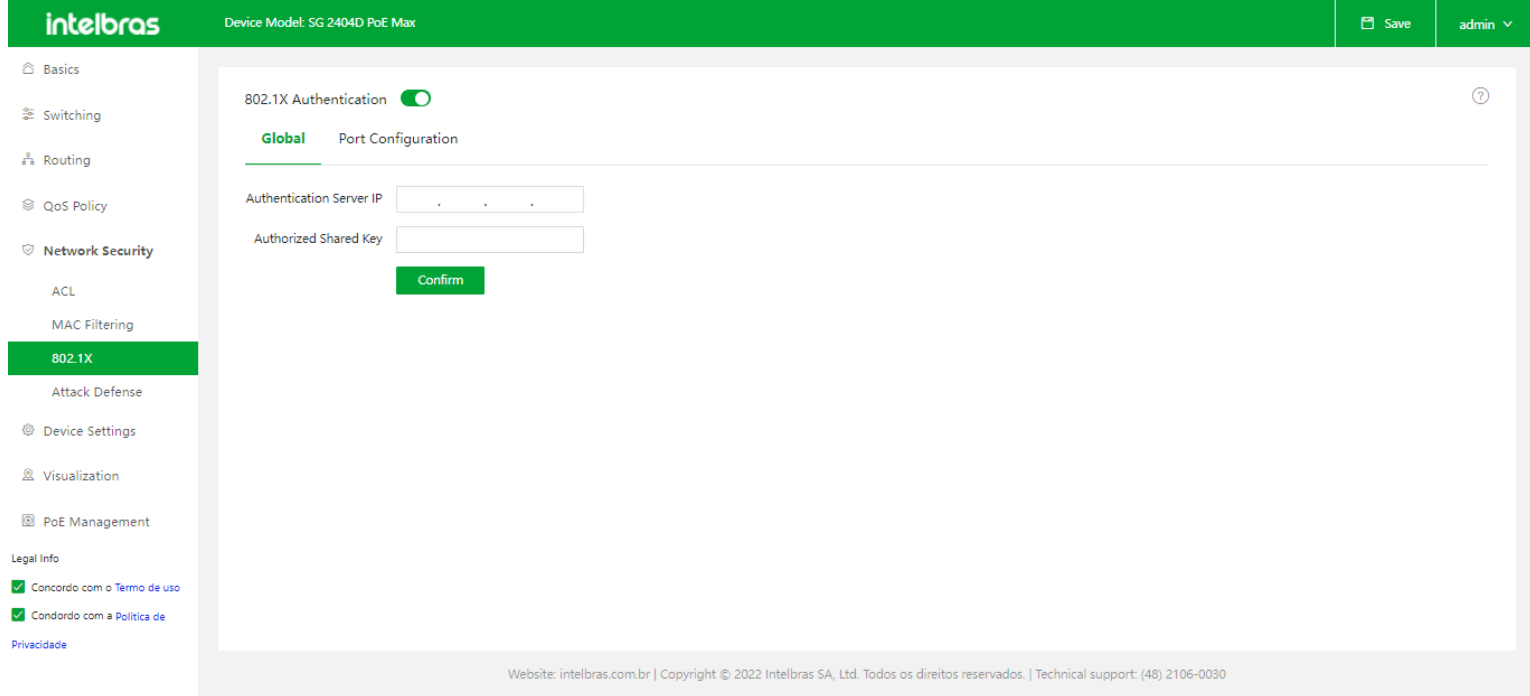 intelbras
Device Model: SG 2404D PoE Max
Save
admin
Basics
Switching
Routing
QoS Policy
Network Security
ACL
MAC Filtering
802.1X
Attack Defense
Device Settings
Visualization
PoE Management
Legal Info
Concordo com o Termo de uso
Condordo com a Politica de
Privacidade
802.1X Authentication
?
Global Port Configuration
Authentication Server IP . . .
Authorized Shared Key
Confirm
Website: intelbras.com.br | Copyright © 2022 Intelbras SA, Ltd. Todos os direitos reservados. | Technical support: (48) 2106-0030